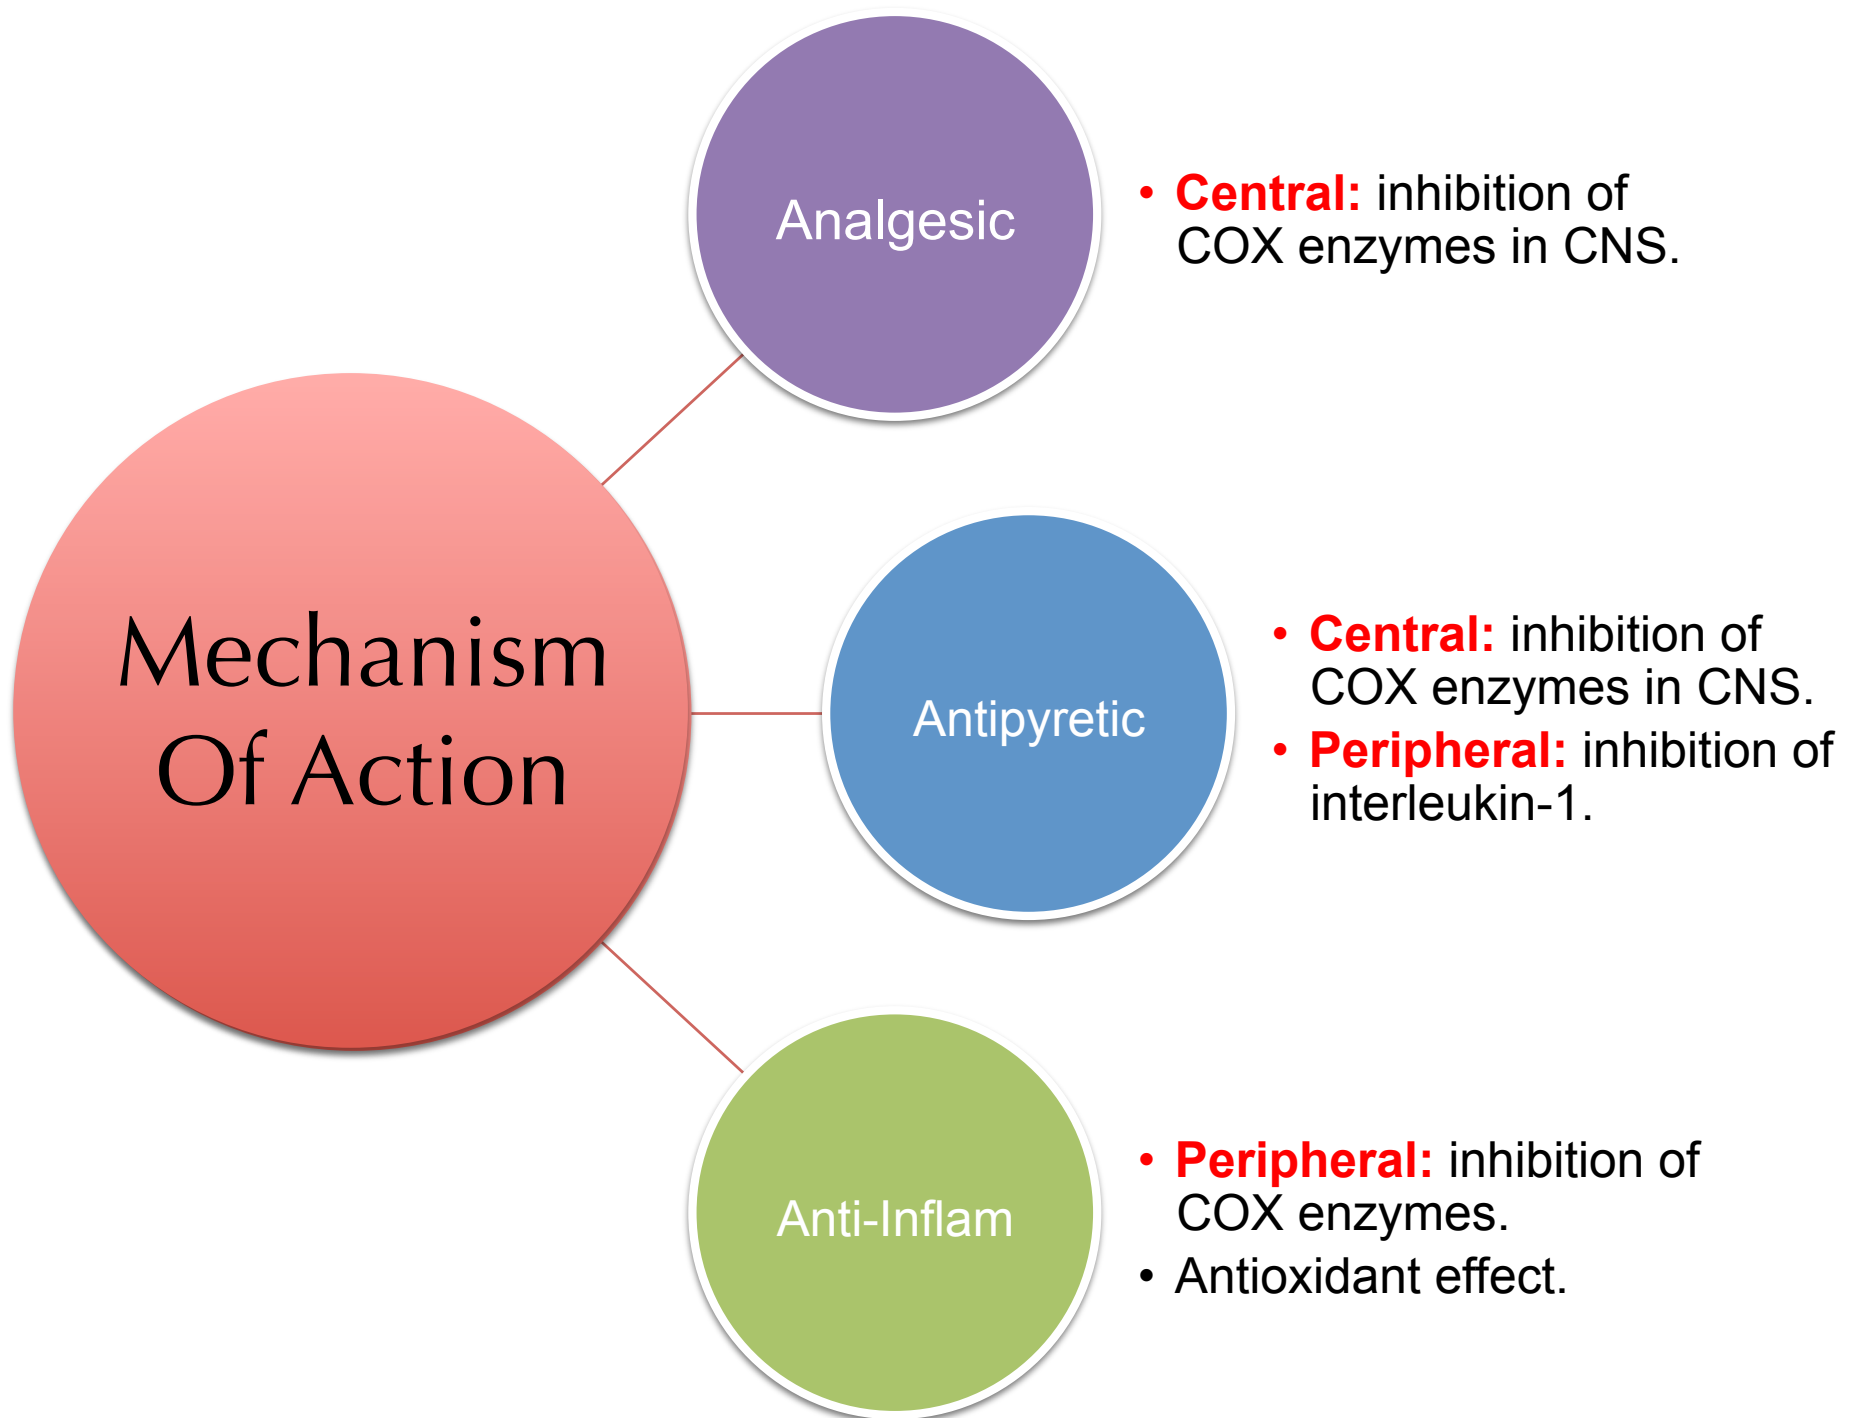 Mechanism
Of Action
Analgesic
• Central: inhibition of
COX enzymes in CNS.
Antipyretic
• Central: inhibition of
COX enzymes in CNS.
• Peripheral: inhibition of
interleukin-1.
Anti-Inflam
• Peripheral: inhibition of
COX enzymes.
• Antioxidant effect.